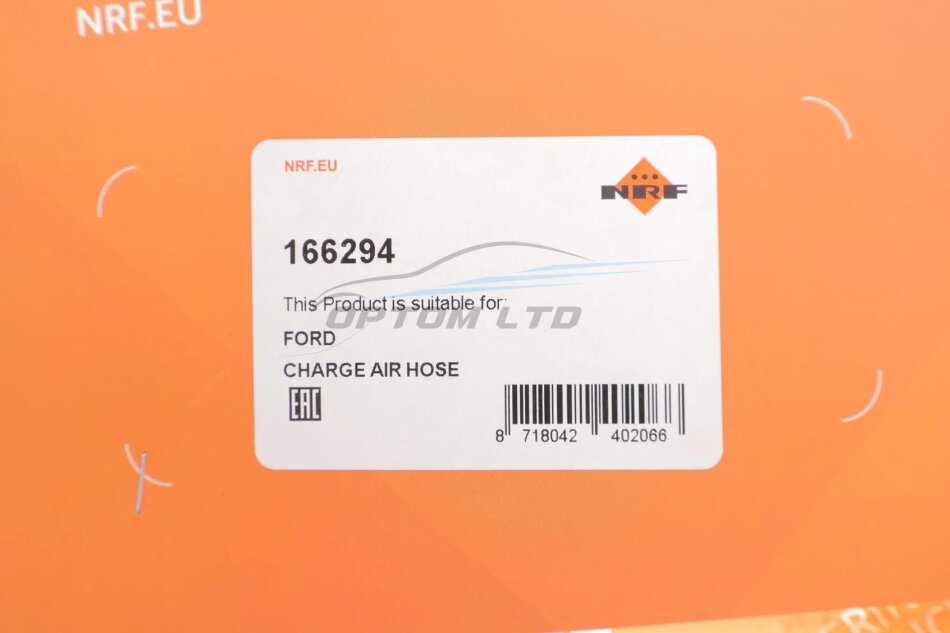 NRF.EU
NRF.EU
NRF
166294
This Product is suitable for:
OPTOM LTD
FORD
CHARGE AIR HOSE
EAC
8 718042 402066